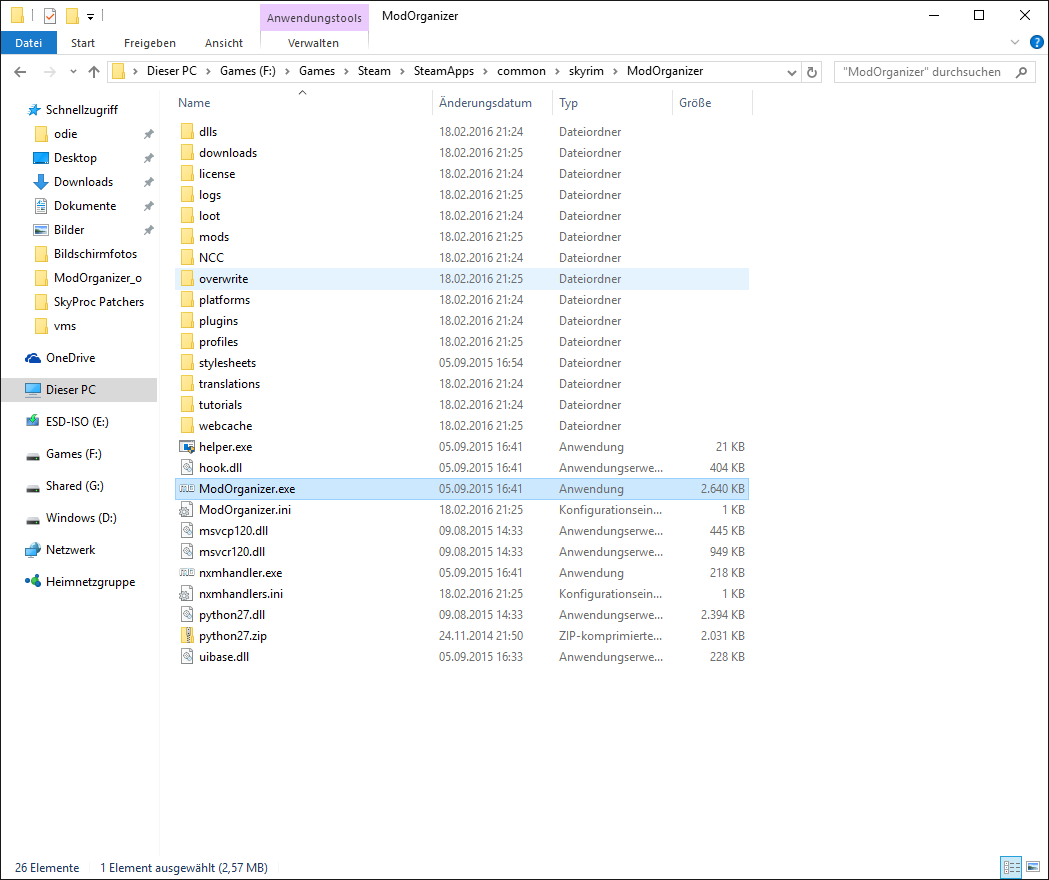 Anwendungstools ModOrganizer
Datei Start Freigeben Ansicht Verwalten
Dieser PC Games (F:) Games Steam SteamApps common skyrim ModOrganizer "ModOrganizer" durchsuchen
Name Änderungsdatum Typ Größe
Schnellzugriff
odie
Desktop
Downloads
Dokumente
Bilder
Bildschirmfotos
ModOrganizer_o
SkyProc Patchers
vms
OneDrive
Dieser PC
ESD-ISO (E:)
Games (F:)
Shared (G:)
Windows (D:)
Netzwerk
Heimnetzgruppe
dlls 18.02.2016 21:24 Dateiordner
downloads 18.02.2016 21:25 Dateiordner
license 18.02.2016 21:24 Dateiordner
logs 18.02.2016 21:25 Dateiordner
loot 18.02.2016 21:24 Dateiordner
mods 18.02.2016 21:25 Dateiordner
NCC 18.02.2016 21:24 Dateiordner
overwrite 18.02.2016 21:25 Dateiordner
platforms 18.02.2016 21:24 Dateiordner
plugins 18.02.2016 21:24 Dateiordner
profiles 18.02.2016 21:25 Dateiordner
stylesheets 05.09.2015 16:54 Dateiordner
translations 18.02.2016 21:24 Dateiordner
tutorials 18.02.2016 21:24 Dateiordner
webcache 18.02.2016 21:25 Dateiordner
helper.exe 05.09.2015 16:41 Anwendung 21 KB
hook.dll 05.09.2015 16:41 Anwendungserwe... 404 KB
ModOrganizer.exe 05.09.2015 16:41 Anwendung 2.640 KB
ModOrganizer.ini 18.02.2016 21:25 Konfigurationsein... 1 KB
msvcp120.dll 09.08.2015 14:33 Anwendungserwe... 445 KB
msvcr120.dll 09.08.2015 14:33 Anwendungserwe... 949 KB
nxmhandler.exe 05.09.2015 16:41 Anwendung 218 KB
nxmhandlers.ini 18.02.2016 21:25 Konfigurationsein... 1 KB
python27.dll 09.08.2015 14:33 Anwendungserwe... 2.394 KB
python27.zip 24.11.2014 21:50 ZIP-komprimierte... 2.031 KB
uibase.dll 05.09.2015 16:33 Anwendungserwe... 228 KB
26 Elemente 1 Element ausgewählt (2,57 MB)